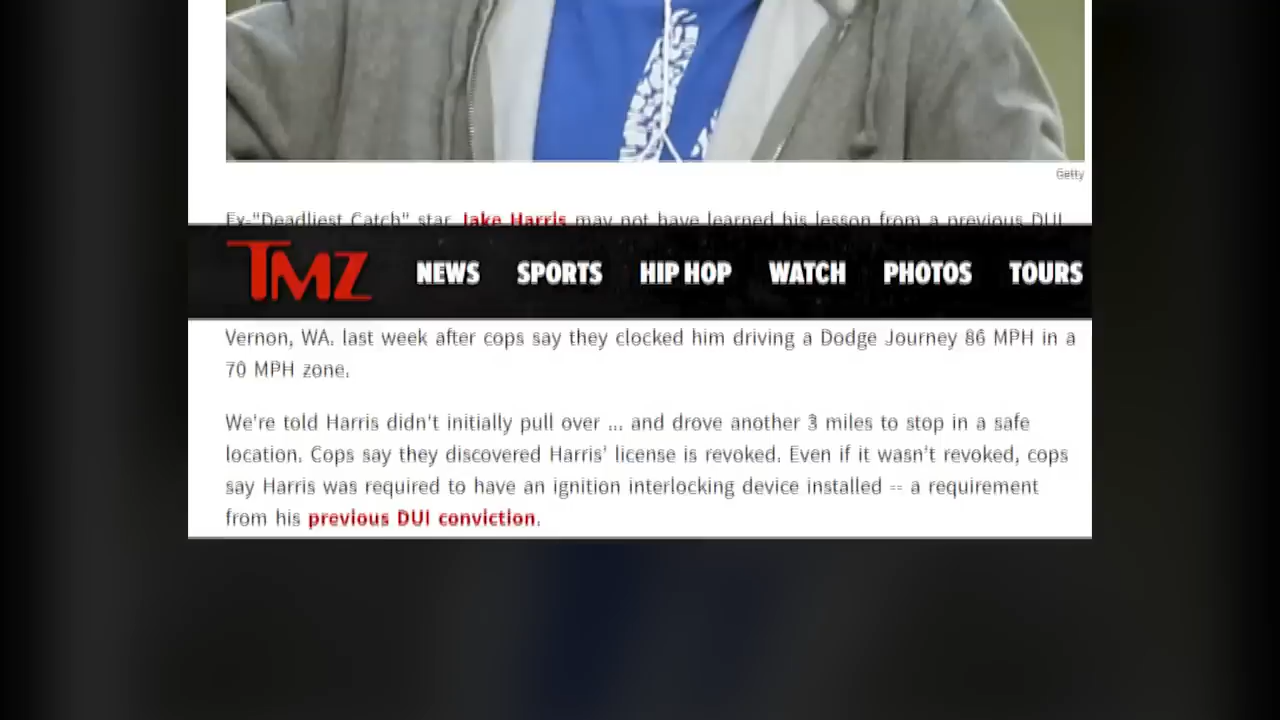 Getty
Ex-"Deadliest Catch" star Jake Harris may not have learned his lesson from a previous DUI
TMZ NEWS SPORTS HIP HOP WATCH PHOTOS TOURS
Vernon, WA. last week after cops say they clocked him driving a Dodge Journey 86 MPH in a
70 MPH zone.
We're told Harris didn't initially pull over ... and drove another 3 miles to stop in a safe
location. Cops say they discovered Harris' license is revoked. Even if it wasn't revoked, cops
say Harris was required to have an ignition interlocking device installed -- a requirement
from his previous DUI conviction.